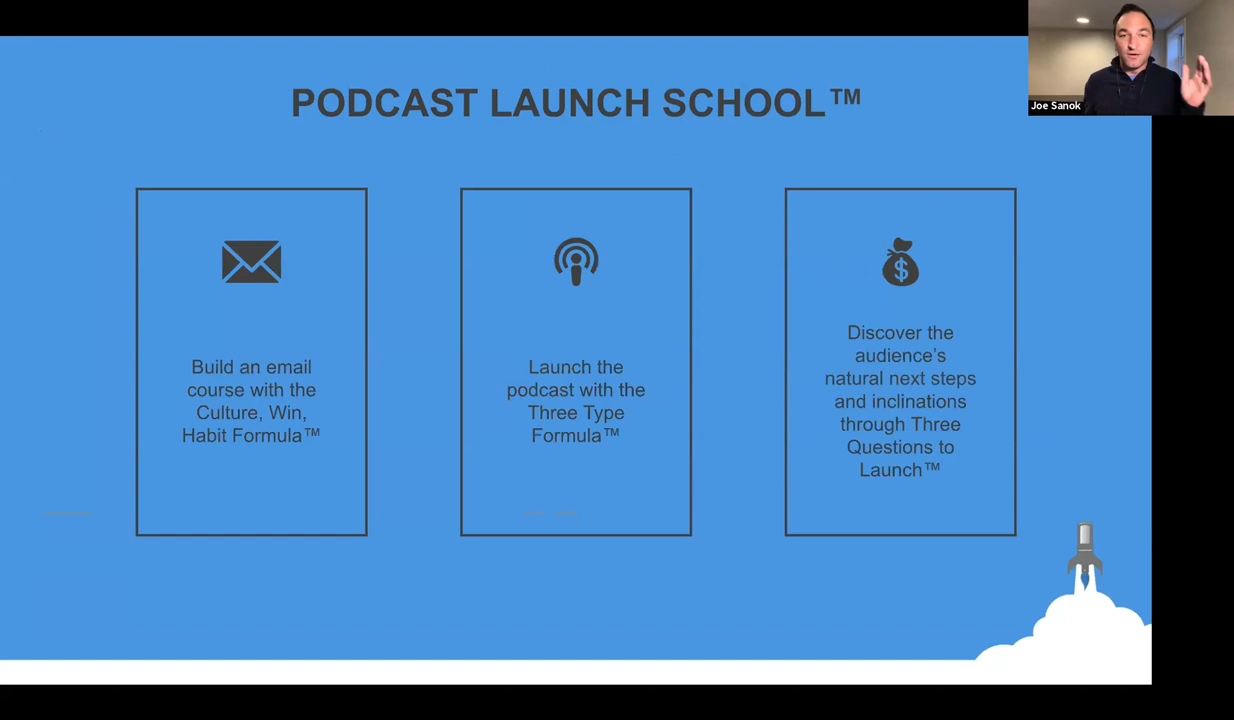 PODCAST LAUNCH SCHOOL™
Joe Sanok
Build an email
course with the
Culture, Win,
Habit Formula™
Launch the
podcast with the
Three Type
Formula™
$
Discover the
audience’s
natural next steps
and inclinations
through Three
Questions to
Launch™